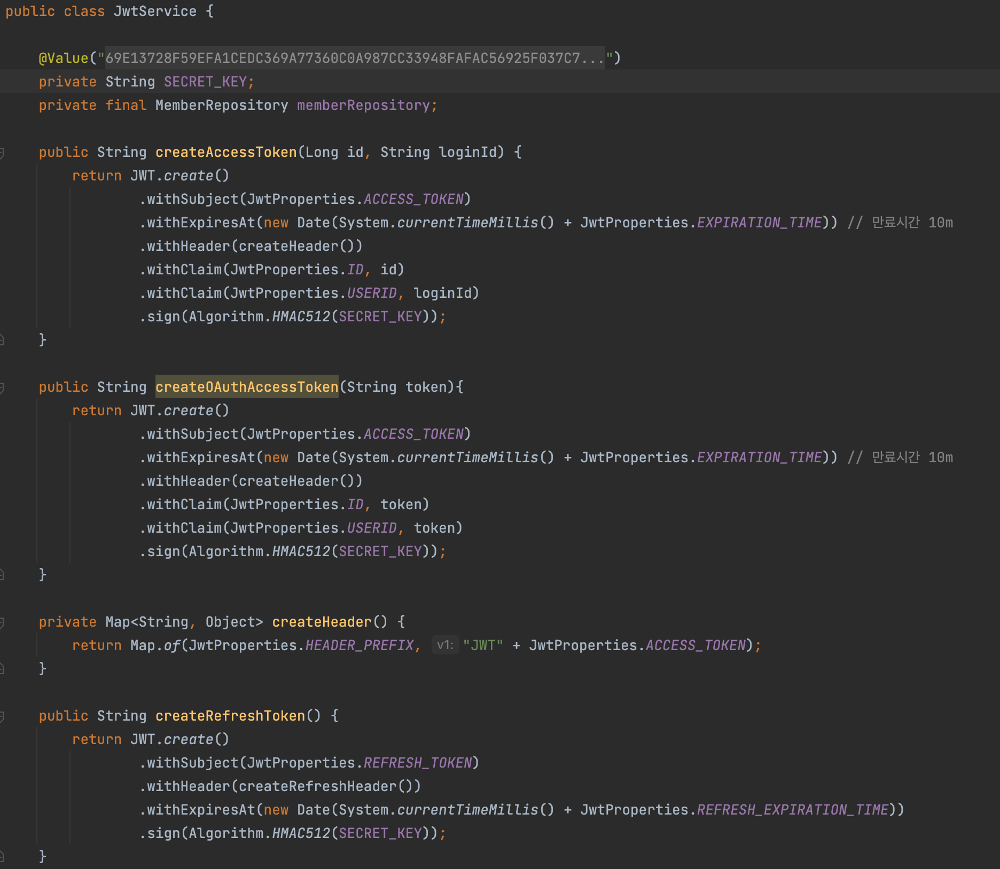 public class JwtService {
@Value("69E13728F59EFA1CEDC369A77360C0A987CC33948FAFAC56925F037C7...")
private String SECRET_KEY;
private final MemberRepository memberRepository;
public String createAccessToken(Long id, String loginId) {
return JWT.create()
.withSubject(JwtProperties.ACCESS_TOKEN)
.withExpiresAt(new Date(System.currentTimeMillis() + JwtProperties.EXPIRATION_TIME)) // 만료시간 10m
.withHeader(createHeader())
.withClaim(JwtProperties.ID, id)
.withClaim(JwtProperties.USERID, loginId)
.sign(Algorithm.HMAC512(SECRET_KEY));
}
public String createOAuthAccessToken(String token){
return JWT.create()
.withSubject(JwtProperties.ACCESS_TOKEN)
.withExpiresAt(new Date(System.currentTimeMillis() + JwtProperties.EXPIRATION_TIME)) // 만료시간 10m
.withHeader(createHeader())
.withClaim(JwtProperties.ID, token)
.withClaim(JwtProperties.USERID, token)
.sign(Algorithm.HMAC512(SECRET_KEY));
}
private Map<String, Object> createHeader() {
return Map.of(JwtProperties.HEADER_PREFIX, v1: "JWT" + JwtProperties.ACCESS_TOKEN);
}
public String createRefreshToken() {
return JWT.create()
.withSubject(JwtProperties.REFRESH_TOKEN)
.withHeader(createRefreshHeader())
.withExpiresAt(new Date(System.currentTimeMillis() + JwtProperties.REFRESH_EXPIRATION_TIME))
.sign(Algorithm.HMAC512(SECRET_KEY));
}